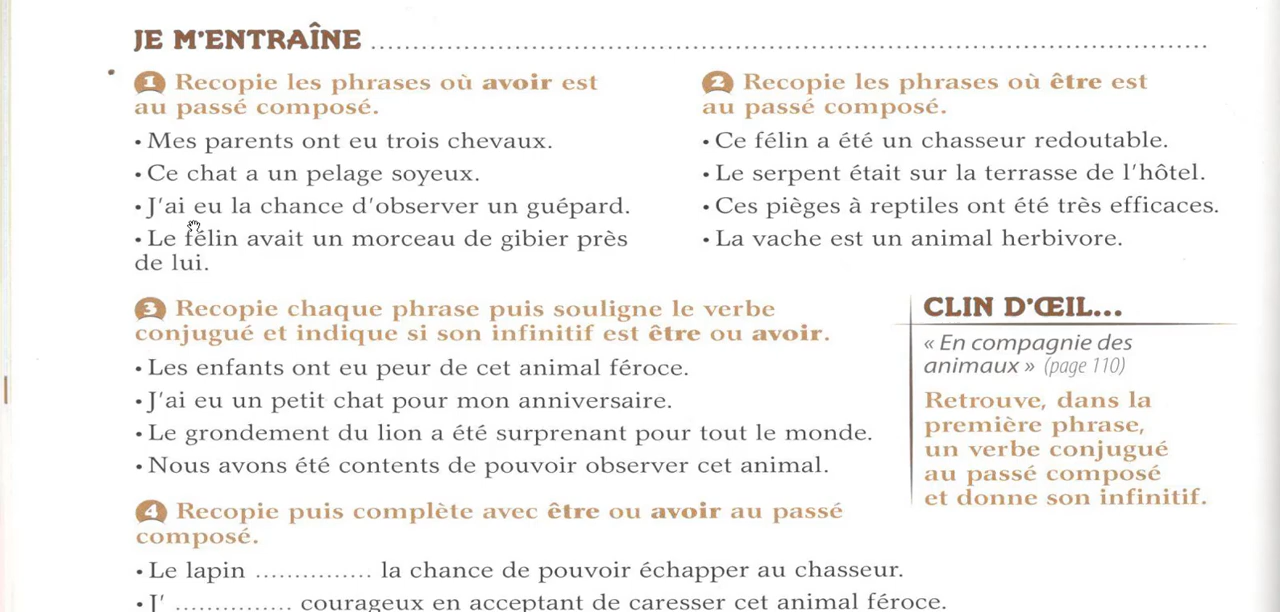 JE M'ENTRAÎNE
1 Recopie les phrases où avoir est
au passé composé.
• Mes parents ont eu trois chevaux.
• Ce chat a un pelage soyeux.
• J'ai eu la chance d'observer un guépard.
• Le félin avait un morceau de gibier près
de lui.
2 Recopie les phrases où être est
au passé composé.
• Ce félin a été un chasseur redoutable.
• Le serpent était sur la terrasse de l'hôtel.
• Ces pièges à reptiles ont été très efficaces.
• La vache est un animal herbivore.
3 Recopie chaque phrase puis souligne le verbe
conjugué et indique si son infinitif est être ou avoir.
• Les enfants ont eu peur de cet animal féroce.
• J'ai eu un petit chat pour mon anniversaire.
• Le grondement du lion a été surprenant pour tout le monde.
• Nous avons été contents de pouvoir observer cet animal.
CLIN D'ŒIL...
« En compagnie des
animaux » (page 110)
Retrouve, dans la
première phrase,
un verbe conjugué
au passé composé
et donne son infinitif.
4 Recopie puis complète avec être ou avoir au passé
composé.
• Le lapin ............... la chance de pouvoir échapper au chasseur.
• J' ............... courageux en acceptant de caresser cet animal féroce.